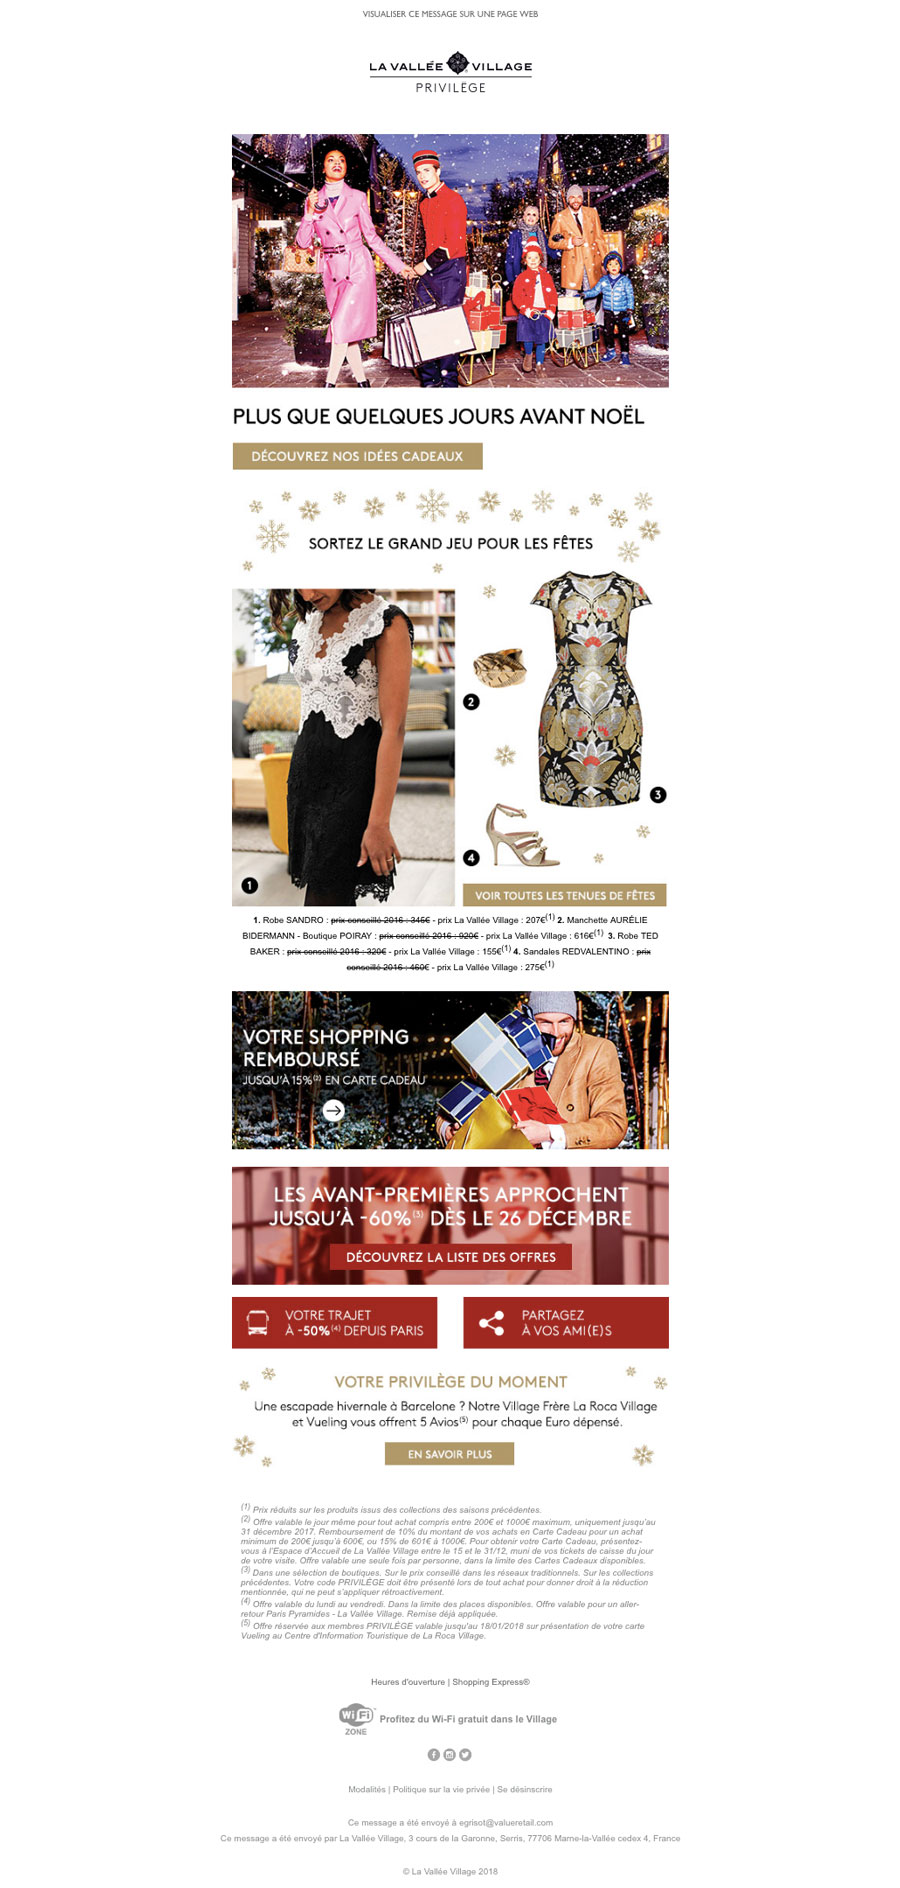 VISUALISER CE MESSAGE SUR UNE PAGE WEB
LA VALLÉE VILLAGE
PRIVILÈGE
PLUS QUE QUELQUES JOURS AVANT NOËL
DÉCOUVREZ NOS IDÉES CADEAUX
SORTEZ LE GRAND JEU POUR LES FÊTES
2
3
4
1
VOIR TOUTES LES TENUES DE FÊTES
1. Robe SANDRO : prix conseillé 2016 : 345€ - prix La Vallée Village : 207€(1) 2. Manchette AURÉLIE
BIDERMANN - Boutique POIRAY : prix conseillé 2016 : 920€ - prix La Vallée Village : 616€(1) 3. Robe TED
BAKER : prix conseillé 2016 : 320€ - prix La Vallée Village : 155€(1) 4. Sandales REDVALENTINO : prix
conseillé 2016 : 460€ - prix La Vallée Village : 275€(1)
VOTRE SHOPPING
REMBOURSÉ
JUSQU'À 15%(2) EN CARTE CADEAU
LES AVANT-PREMIÈRES APPROCHENT
JUSQU'À -60%(3) DÈS LE 26 DÉCEMBRE
DÉCOUVREZ LA LISTE DES OFFRES
VOTRE TRAJET
À -50%(4) DEPUIS PARIS
PARTAGEZ
À VOS AMI(E)S
VOTRE PRIVILÈGE DU MOMENT
Une escapade hivernale à Barcelone ? Notre Village Frère La Roca Village
et Vueling vous offrent 5 Avios(5) pour chaque Euro dépensé.
EN SAVOIR PLUS
(1) Prix réduits sur les produits issus des collections des saisons précédentes.
(2) Offre valable le jour même pour tout achat compris entre 200€ et 1000€ maximum, uniquement jusqu'au
31 décembre 2017. Remboursement de 10% du montant de vos achats en Carte Cadeau pour un achat
minimum de 200€ jusqu'à 600€, ou 15% de 601€ à 1000€. Pour obtenir votre Carte Cadeau, présentez-
vous à l'Espace d'Accueil de La Vallée Village entre le 15 et le 31/12, muni de vos tickets de caisse du jour
de votre visite. Offre valable une seule fois par personne, dans la limite des Cartes Cadeaux disponibles.
(3) Dans une sélection de boutiques. Sur le prix conseillé dans les réseaux traditionnels. Sur les collections
précédentes. Votre code PRIVILÈGE doit être présenté lors de tout achat pour donner droit à la réduction
mentionnée, qui ne peut s'appliquer rétroactivement.
(4) Offre valable du lundi au vendredi. Dans la limite des places disponibles. Offre valable pour un aller-
retour Paris Pyramides - La Vallée Village. Remise déjà appliquée.
(5) Offre réservée aux membres PRIVILÈGE valable jusqu'au 18/01/2018 sur présentation de votre carte
Vueling au Centre d'Information Touristique de La Roca Village.
Heures d'ouverture | Shopping Express®
Wi Fi
ZONE
Profitez du Wi-Fi gratuit dans le Village
Modalités | Politique sur la vie privée | Se désinscrire
Ce message a été envoyé à egrisot@valueretail.com
Ce message a été envoyé par La Vallée Village, 3 cours de la Garonne, Serris, 77706 Marne-la-Vallée cedex 4, France
© La Vallée Village 2018